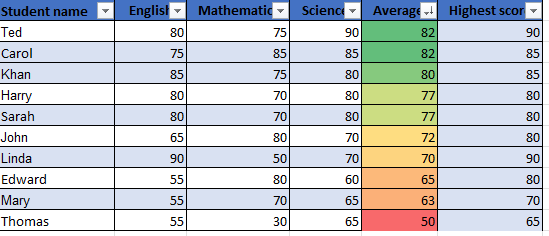 Student name English Mathematic Science Average Highest scor
Ted 80 75 90 82 90
Carol 75 85 85 82 85
Khan 85 75 80 80 85
Harry 80 70 80 77 80
Sarah 80 70 80 77 80
John 65 80 70 72 80
Linda 90 50 70 70 90
Edward 55 80 60 65 80
Mary 55 70 65 63 70
Thomas 55 30 65 50 65